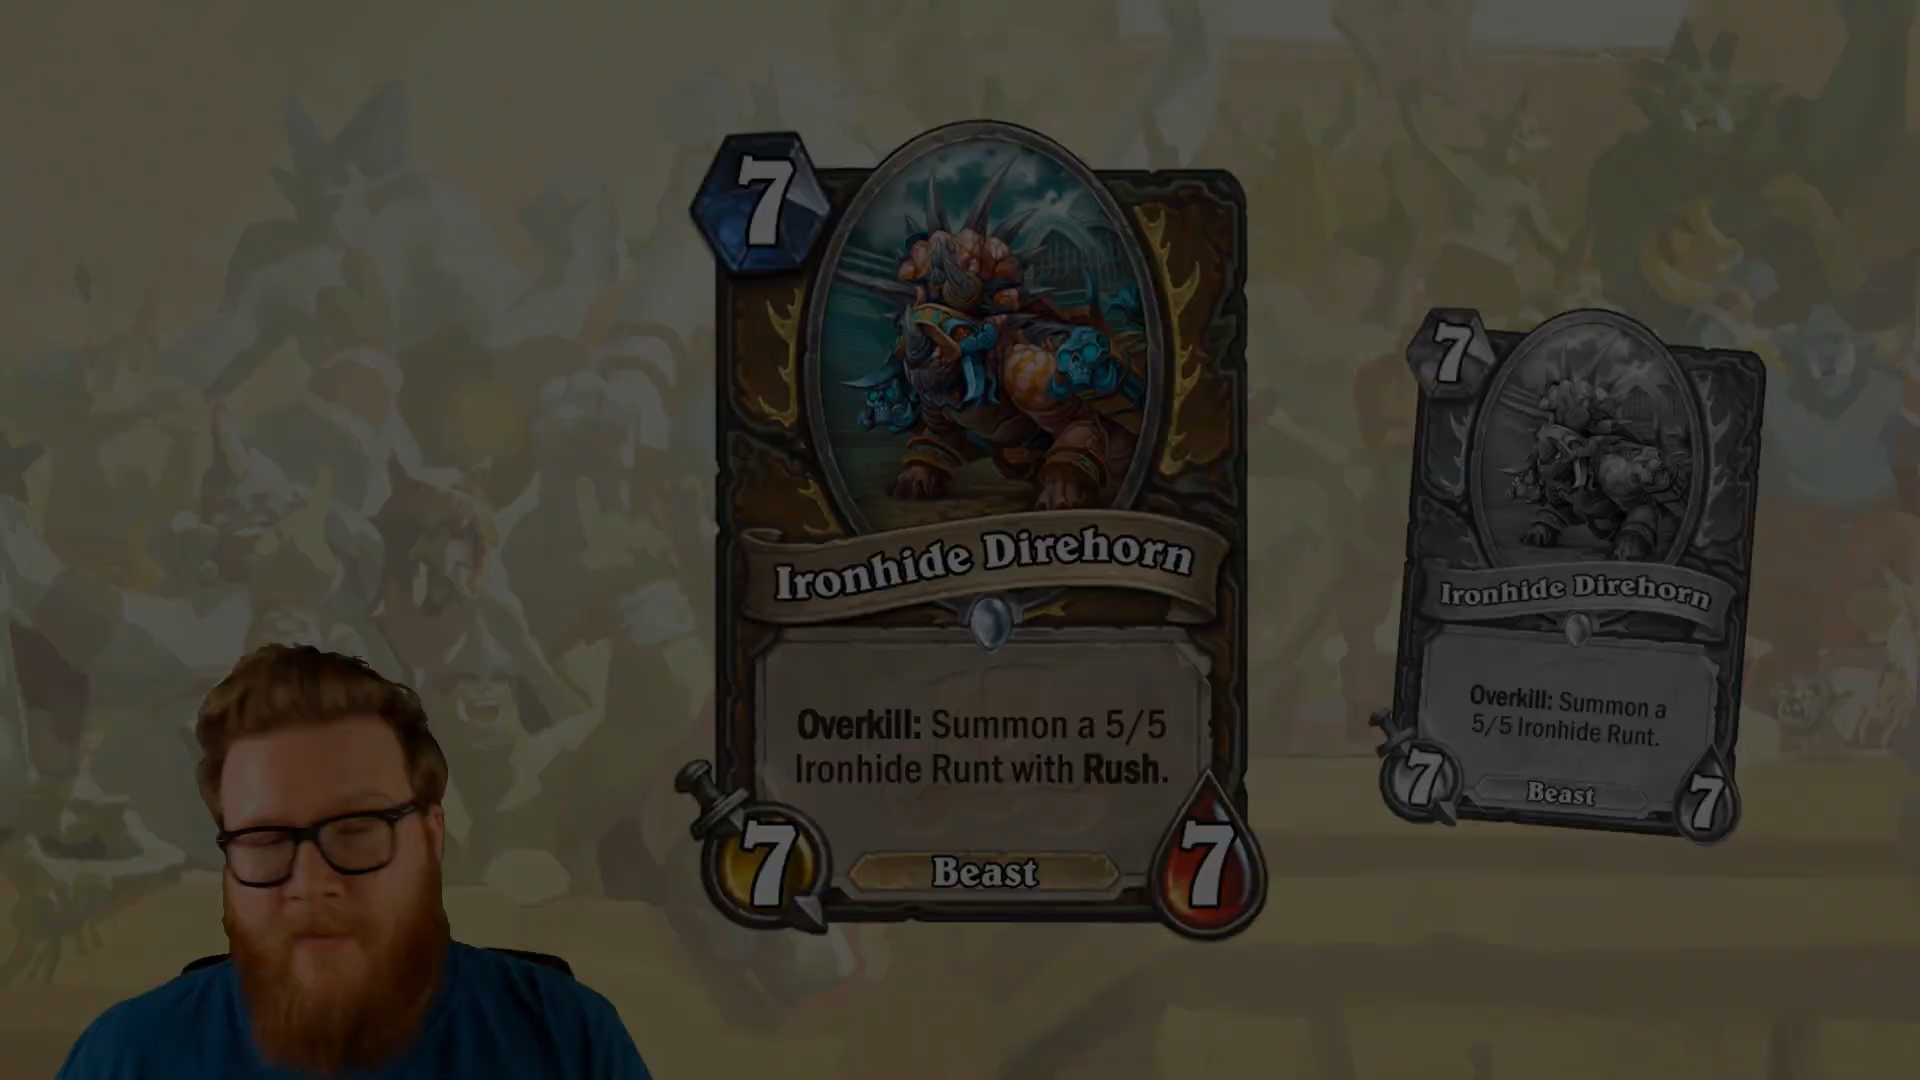 7
Ironhide Direhorn
Overkill: Summon a 5/5
Ironhide Runt with Rush.
7
Beast
7
7
Ironhide Direhorn
Overkill: Summon a
5/5 Ironhide Runt.
7
Beast
7